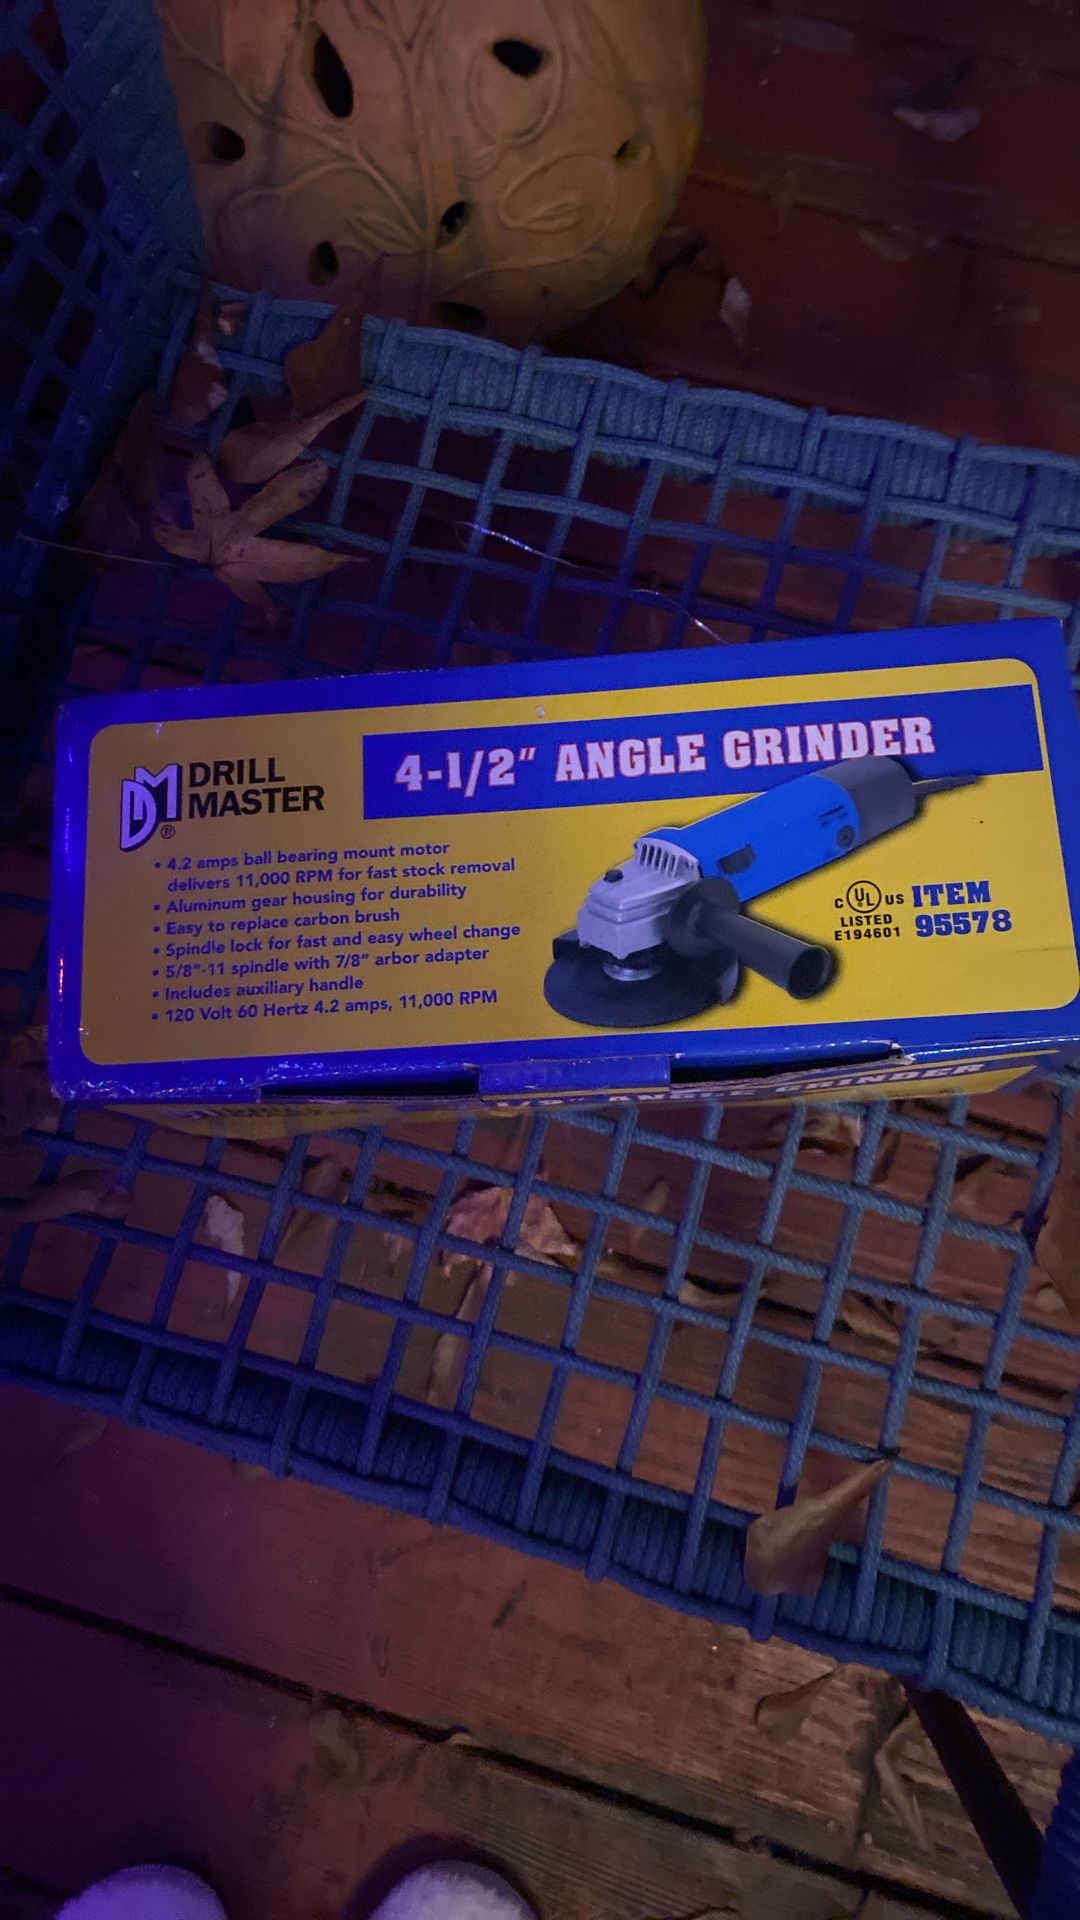 DM
®
DRILL
MASTER
4-1/2" ANGLE GRINDER
• 4.2 amps ball bearing mount motor
delivers 11,000 RPM for fast stock removal
• Aluminum gear housing for durability
• Easy to replace carbon brush
• Spindle lock for fast and easy wheel change
• 5/8"-11 spindle with 7/8" arbor adapter
• Includes auxiliary handle
• 120 Volt 60 Hertz 4.2 amps, 11,000 RPM
C UL US
LISTED
E194601
ITEM
95578
ANGLE GRINDER